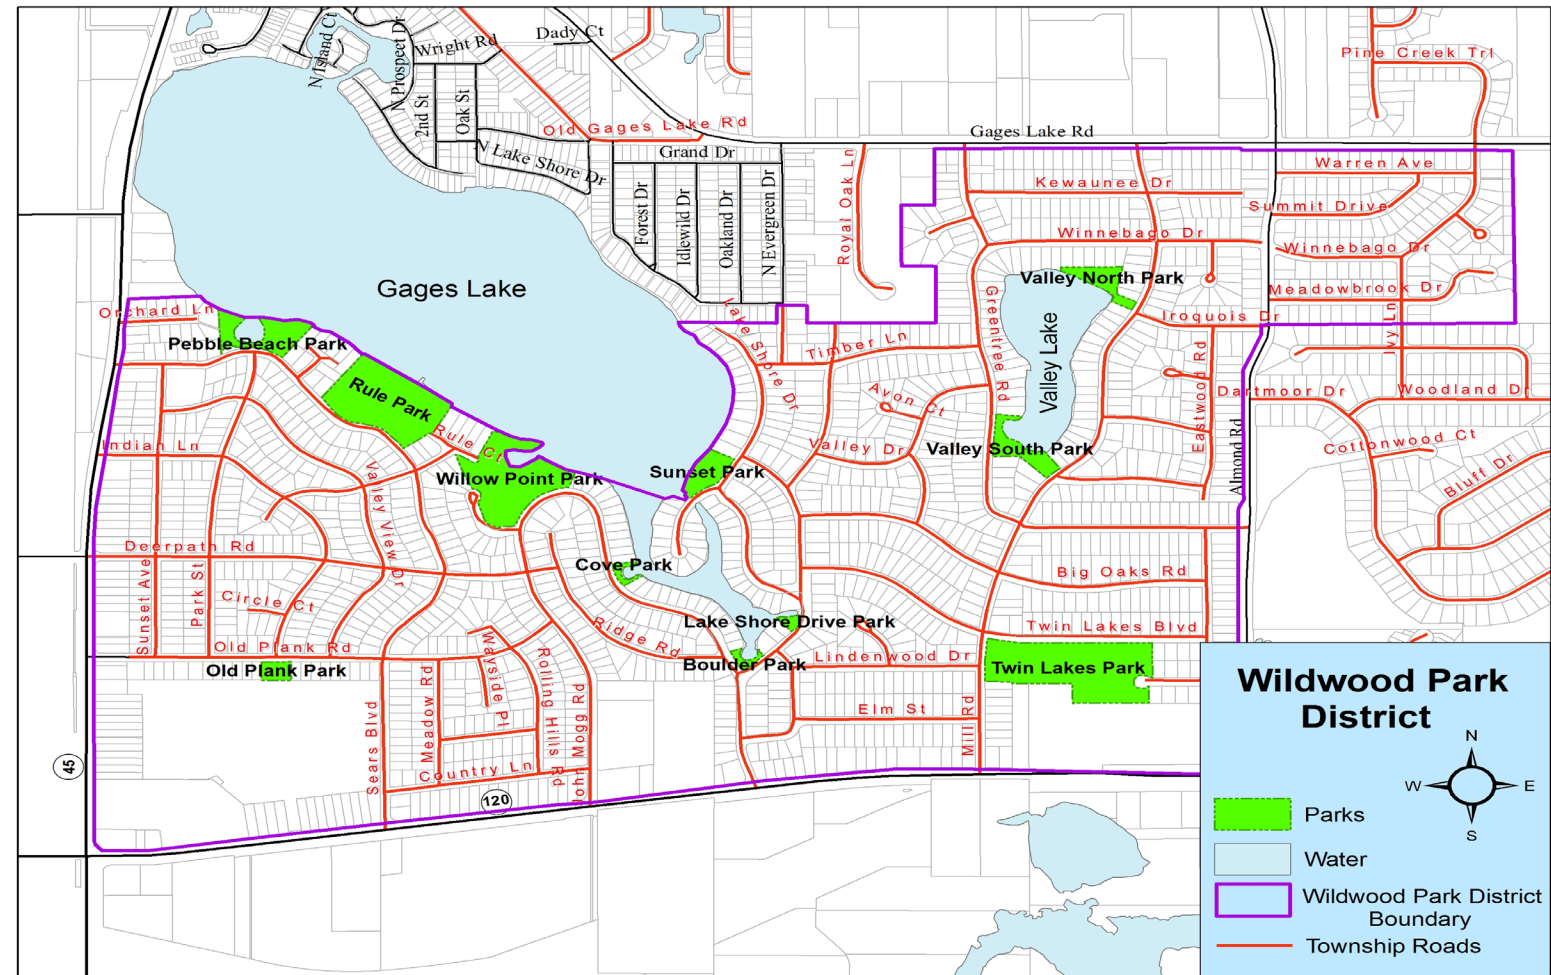 N Island Ct
N Prospect Dr
Wright Rd
Dady Ct
2nd St
Oak St
Old Gages Lake Rd
N Lake Shore Dr
Grand Dr
Gages Lake Rd
Pine Creek Trl
Forest Dr
Idlewild Dr
Oakland Dr
N Evergreen Dr
Royal Oak Ln
Kewaunee Dr
Warren Ave
Summit Drive
Winnebago Dr
Winnebago Dr
Gages Lake
Valley North Park
Meadowbrook Dr
Orchard Ln
Pebble Beach Park
Lake Shore Dr
Timber Ln
Greentree Rd
Valley Lake
Iroquois Dr
Ivy Ln
Rule Park
Avon Ct
Eastwood Rd
Dartmoor Dr
Woodland Dr
Indian Ln
Rule Ct
Valley Dr
Valley South Park
Almond Rd
Cottonwood Ct
Bluff Dr
Willow Point Park
Sunset Park
Valley View Dr
Deerpath Rd
Cove Park
Big Oaks Rd
Sunset Ave
Park St
Circle Ct
Ridge Rd
Lake Shore Drive Park
Twin Lakes Blvd
Old Plank Rd
Old Plank Park
Wayside Pl
Boulder Park
Lindenwood Dr
Twin Lakes Park
Meadow Rd
Rolling Hills Rd
John Mogg Rd
Sears Blvd
Elm St
Mill Rd
Country Ln
45
120
Wildwood Park
District
N
W
E
S
Parks
Water
Wildwood Park District
Boundary
Township Roads